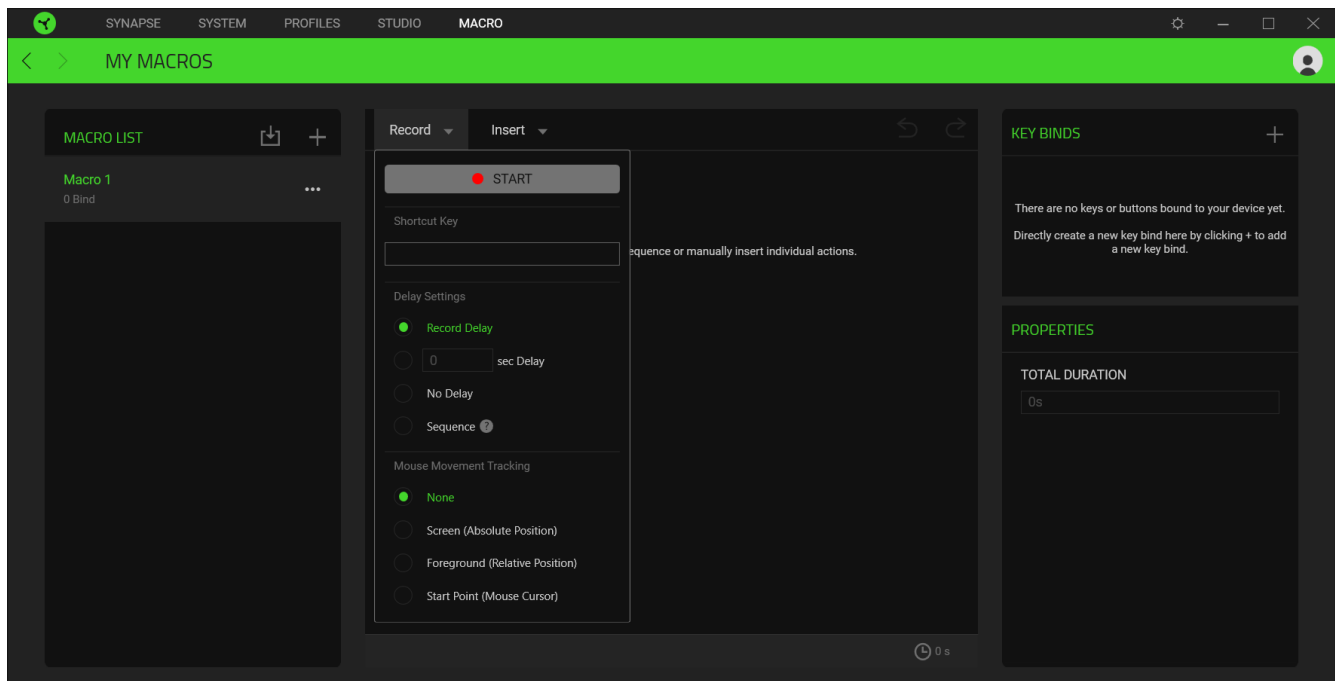 SYNAPSE SYSTEM PROFILES STUDIO MACRO
MY MACROS
MACRO LIST
Macro 1
0 Bind
Record Insert
START
Shortcut Key
equence or manually insert individual actions.
Delay Settings
Record Delay
0 sec Delay
No Delay
Sequence ?
Mouse Movement Tracking
None
Screen (Absolute Position)
Foreground (Relative Position)
Start Point (Mouse Cursor)
0 s
KEY BINDS
There are no keys or buttons bound to your device yet.
Directly create a new key bind here by clicking + to add
a new key bind.
PROPERTIES
TOTAL DURATION
0s